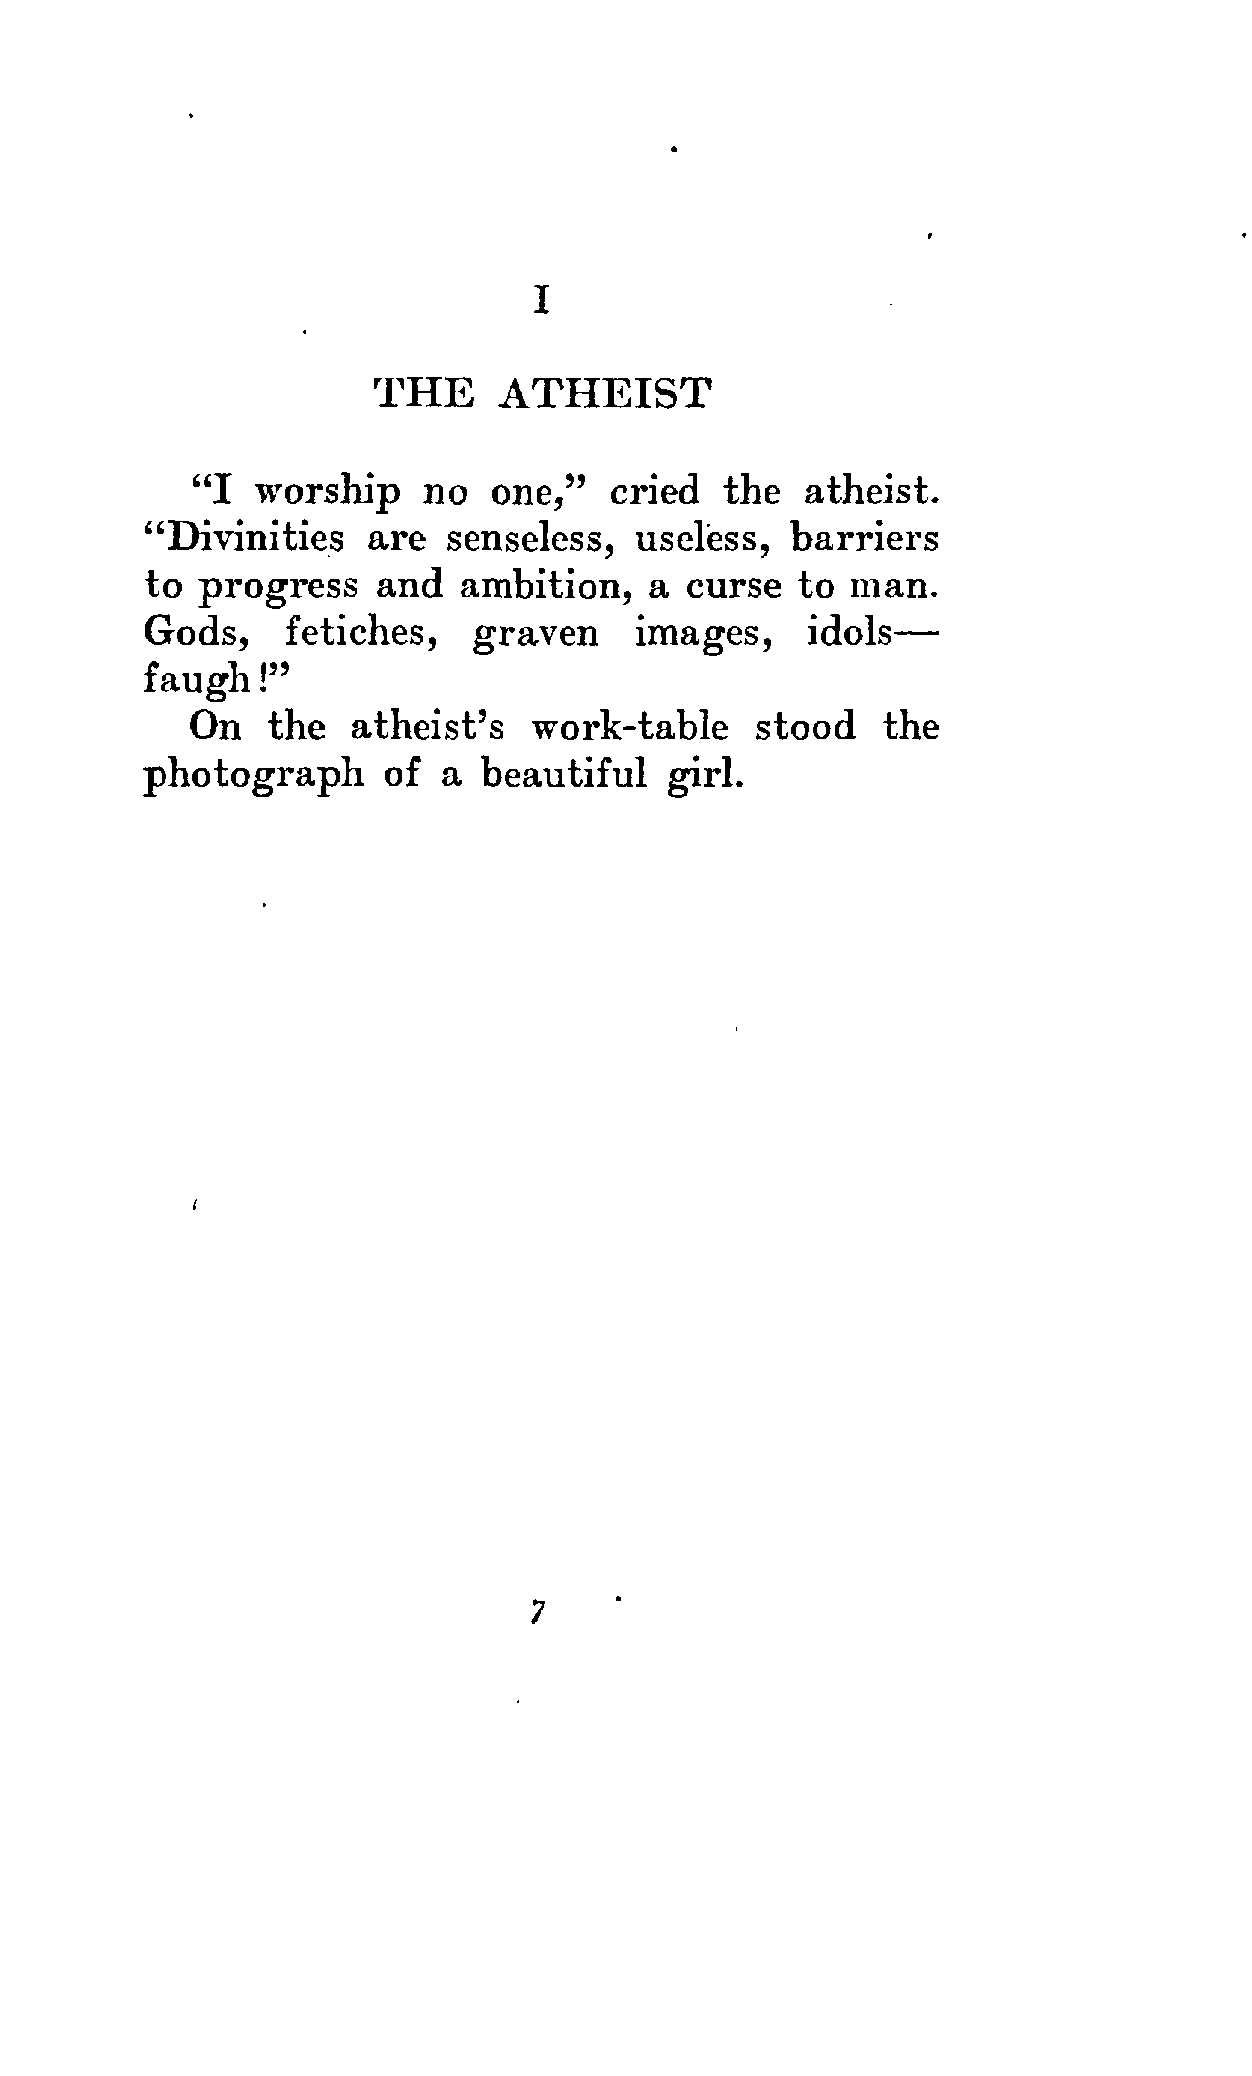 I
THE ATHEIST
“I worship no one,” cried the atheist.
“Divinities are senseless, useless, barriers
to progress and ambition, a curse to man.
Gods, fetiches, graven images, idols—
faugh!”
On the atheist’s work-table stood the
photograph of a beautiful girl.
7